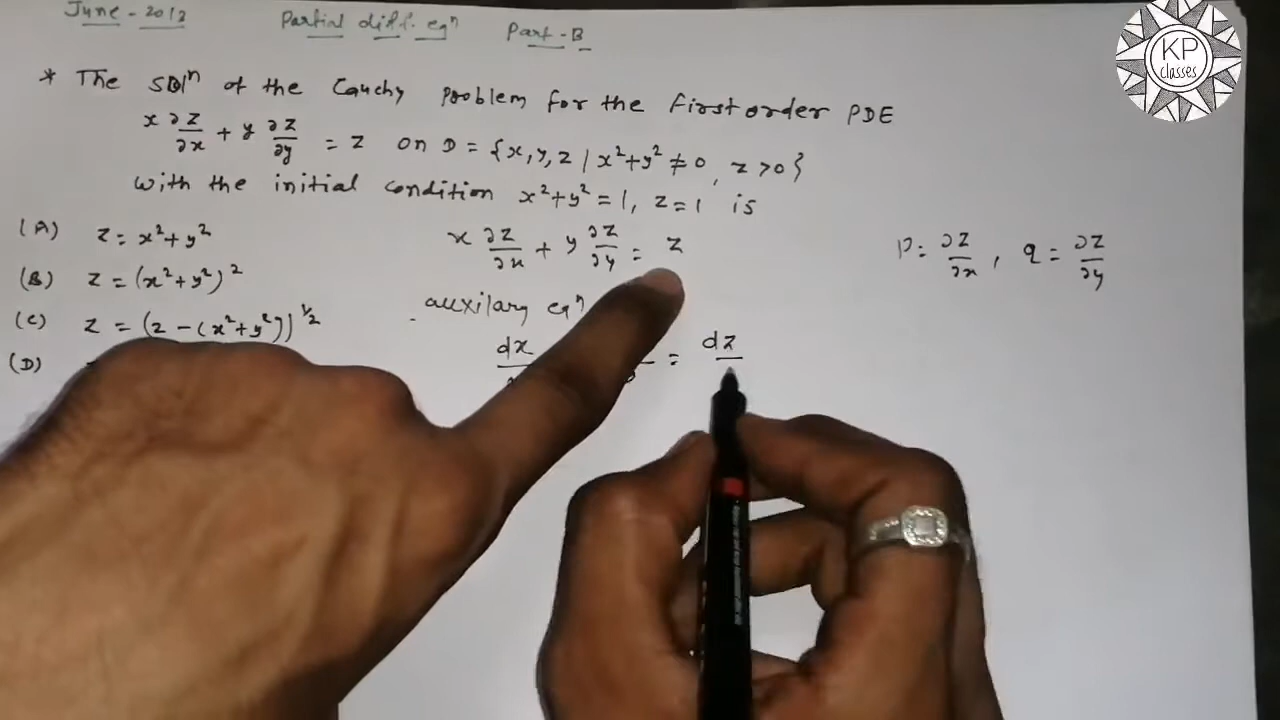 June - 2012 Partial diff. eqⁿ Part - B
KP classes
* The solⁿ of the Cauchy problem for the first order PDE
x ∂z/∂x + y ∂z/∂y = z on D = {x, y, z / x² + y² ≠ 0, z > 0}
with the initial condition x² + y² = 1, z = 1 is
(A) z = x² + y²
x ∂z/∂x + y ∂z/∂y = z
p = ∂z/∂x, q = ∂z/∂y
(B) z = (x² + y²)²
auxilary eqⁿ
(C) z = (2 - (x² + y²))^1/2
(D)
dx = dz